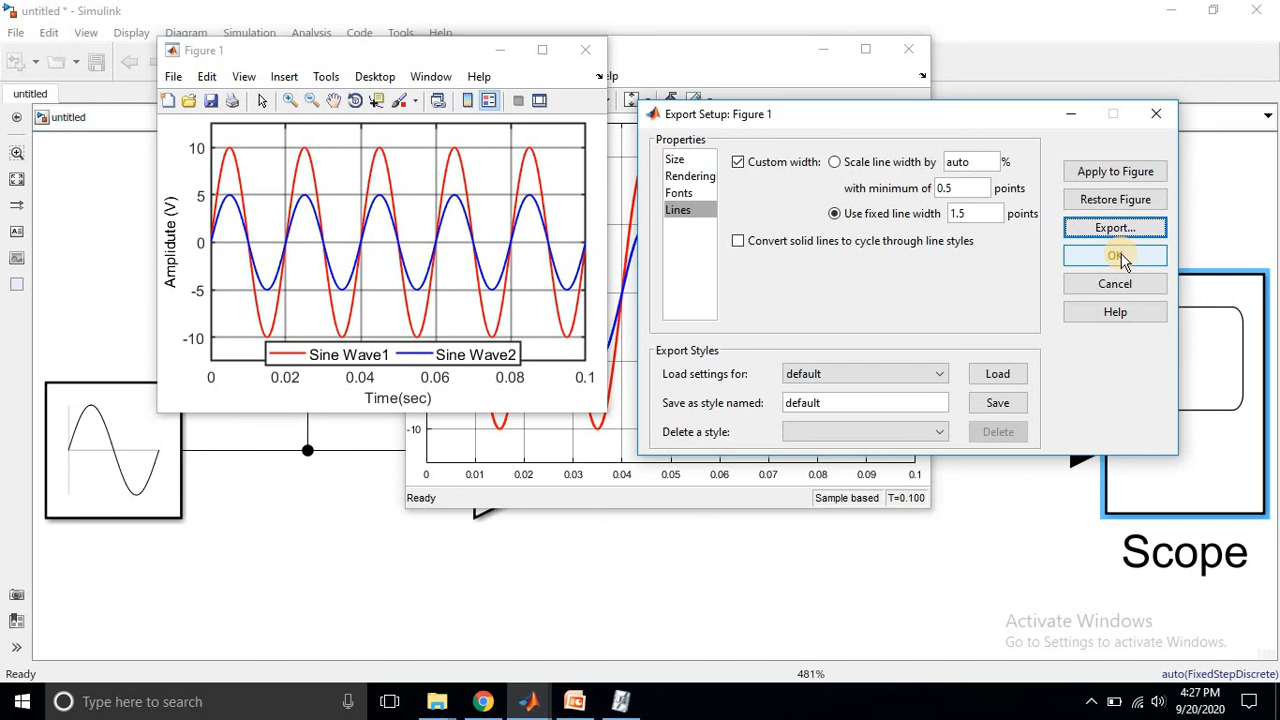 untitled * - Simulink
File Edit View Display Diagram Simulation Analysis Code Tools Help
untitled
untitled
Figure 1
File Edit View Insert Tools Desktop Window Help
Amplidute (V)
10
5
0
-5
-10
Sine Wave1 Sine Wave2
0 0.02 0.04 0.06 0.08 0.1
Time(sec)
elp
-10
0 0.01 0.02 0.03 0.04 0.05 0.06 0.07 0.08 0.09 0.1
Ready Sample based T=0.100
Export Setup: Figure 1
Properties
Size
Rendering
Fonts
Lines
Custom width: Scale line width by auto %
with minimum of 0.5 points
Use fixed line width 1.5 points
Convert solid lines to cycle through line styles
Apply to Figure
Restore Figure
Export...
OK
Cancel
Help
Export Styles
Load settings for: default Load
Save as style named: default Save
Delete a style: Delete
Scope
Activate Windows
Go to Settings to activate Windows.
Ready 481% auto(FixedStepDiscrete)
Type here to search
4:27 PM
9/20/2020